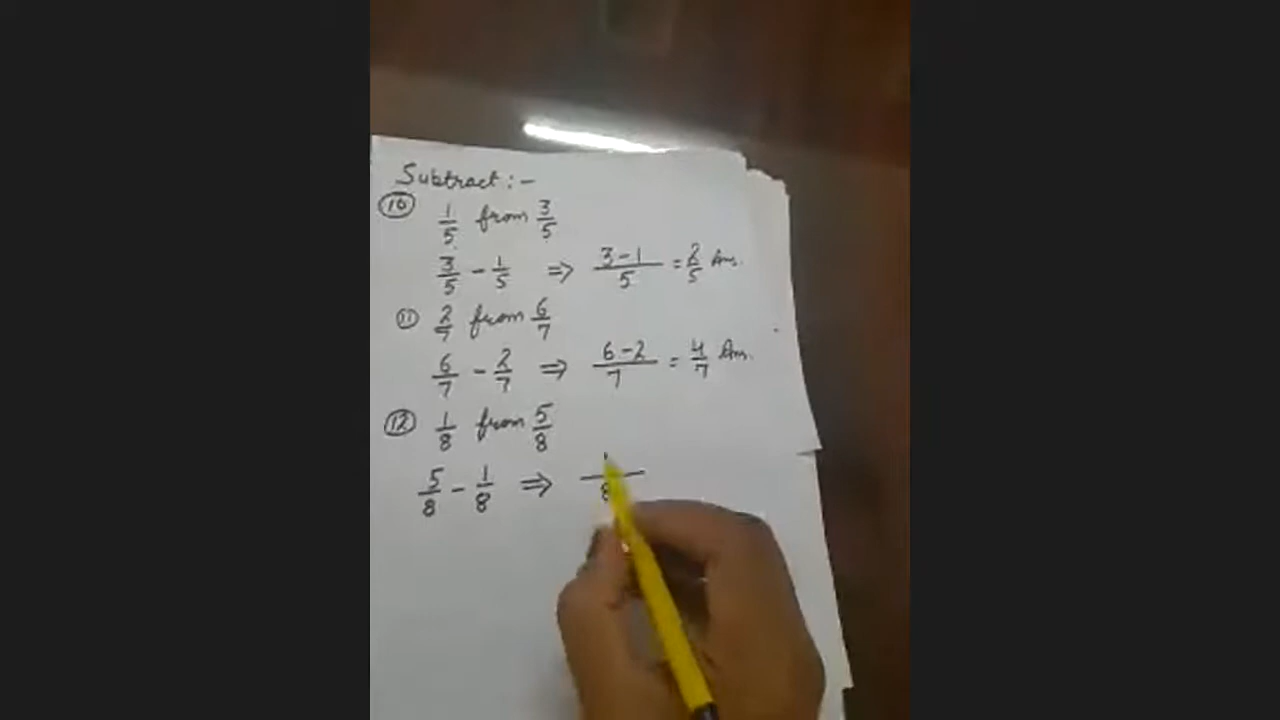 Subtract :-
(10) 1/5 from 3/5
3/5 - 1/5 ⇒ 3-1/5 = 2/5 Ans.
(11) 2/7 from 6/7
6/7 - 2/7 ⇒ 6-2/7 = 4/7 Ans.
(12) 1/8 from 5/8
5/8 - 1/8 ⇒ /8